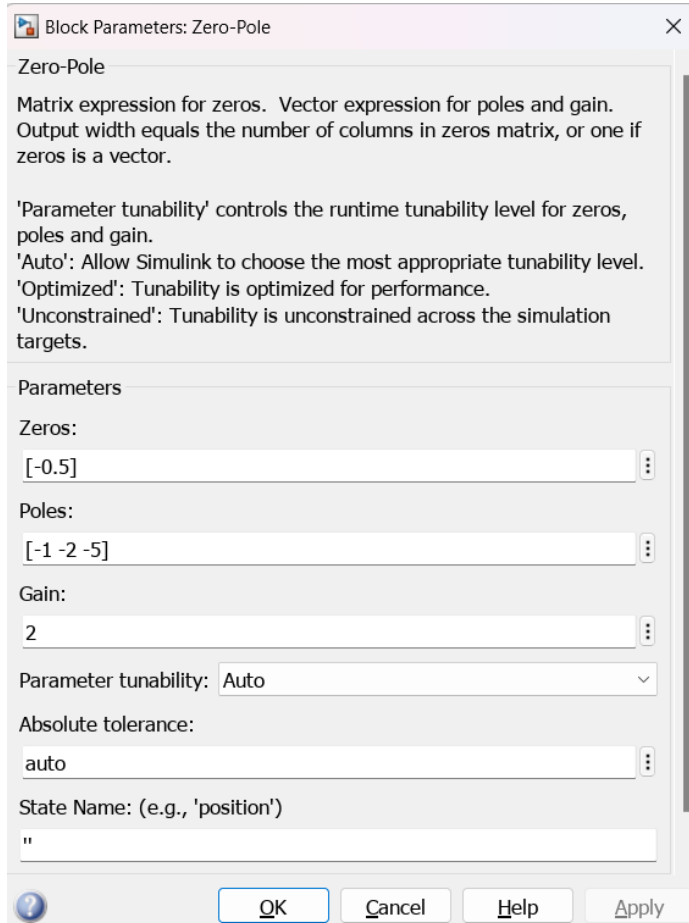 Block Parameters: Zero-Pole
Zero-Pole
Matrix expression for zeros.  Vector expression for poles and gain.
Output width equals the number of columns in zeros matrix, or one if
zeros is a vector.
'Parameter tunability' controls the runtime tunability level for zeros,
poles and gain.
'Auto': Allow Simulink to choose the most appropriate tunability level.
'Optimized': Tunability is optimized for performance.
'Unconstrained': Tunability is unconstrained across the simulation
targets.
Parameters
Zeros:
[-0.5]
Poles:
[-1 -2 -5]
Gain:
2
Parameter tunability: Auto
Absolute tolerance:
auto
State Name: (e.g., 'position')
''
? OK Cancel Help Apply